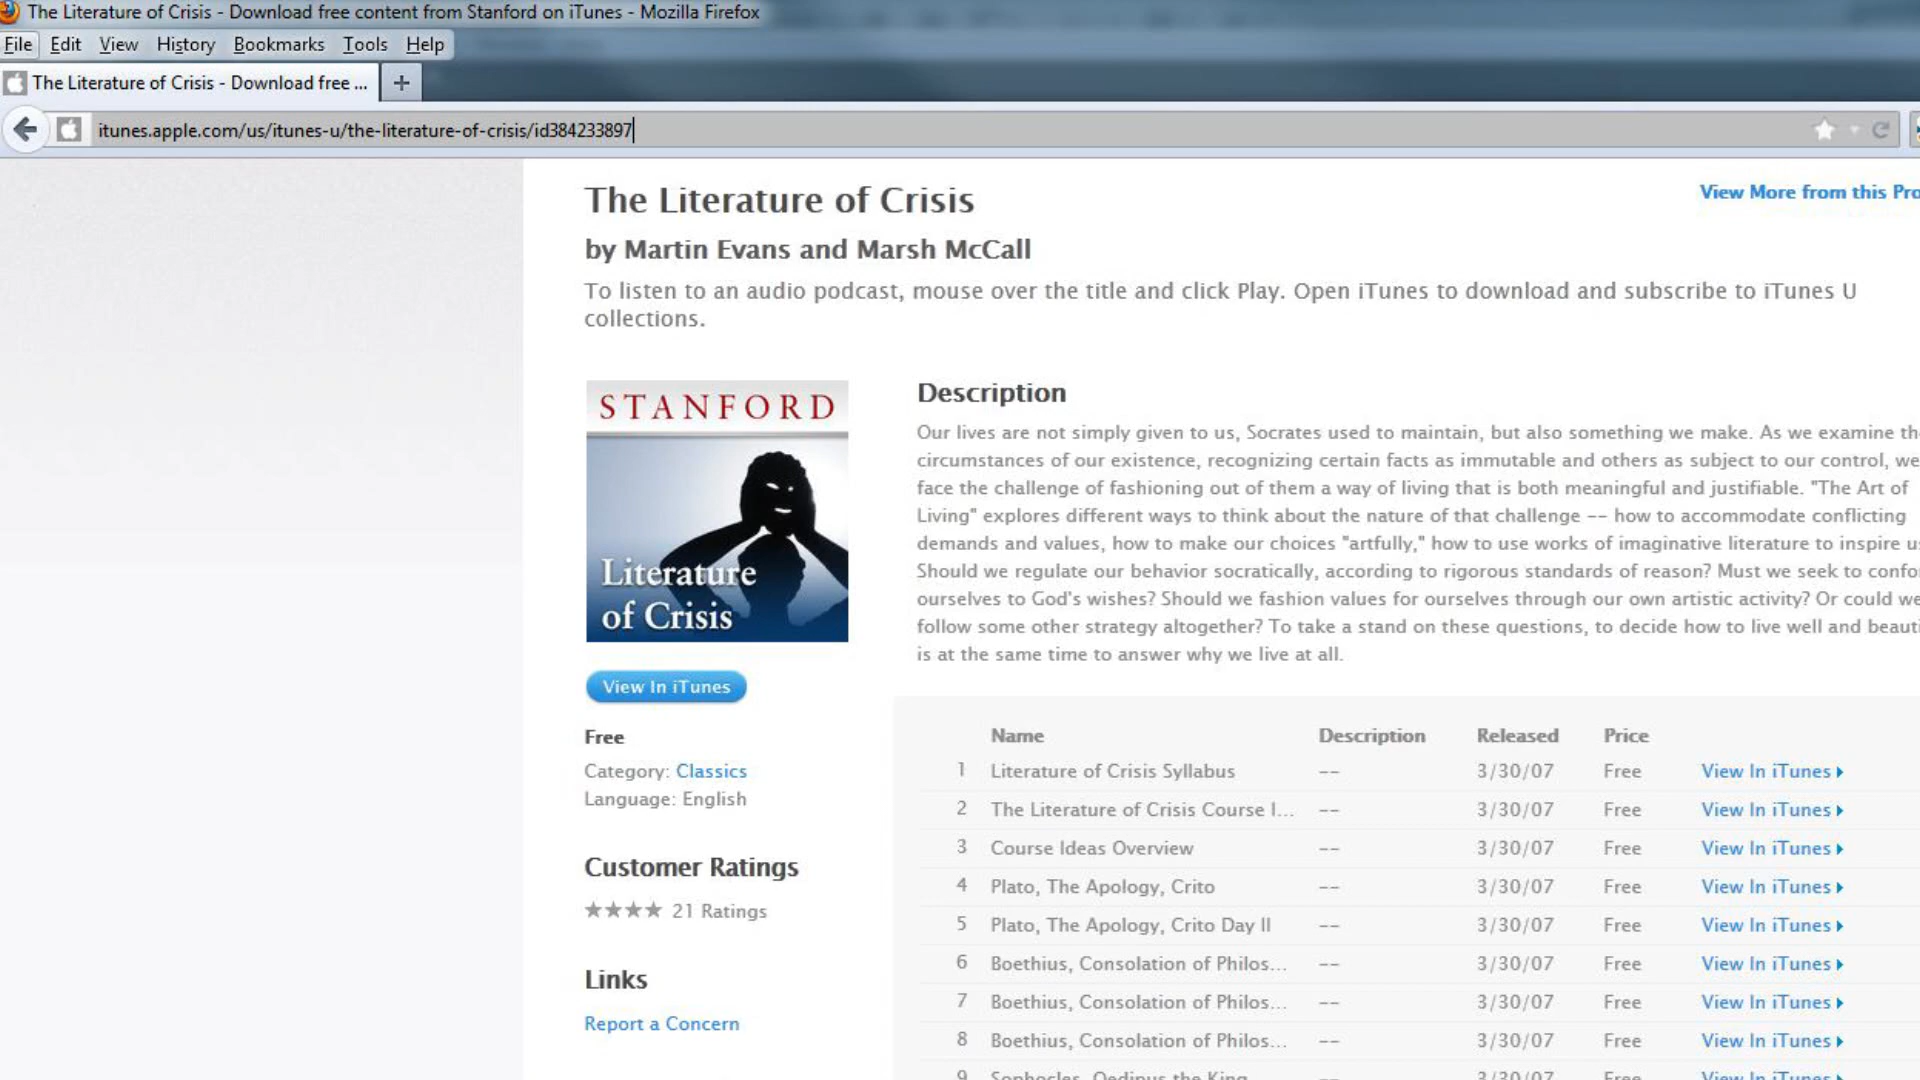 The Literature of Crisis - Download free content from Stanford on iTunes - Mozilla Firefox
File Edit View History Bookmarks Tools Help
The Literature of Crisis - Download free ... +
itunes.apple.com/us/itunes-u/the-literature-of-crisis/id384233897
The Literature of Crisis
View More from this Pro
by Martin Evans and Marsh McCall
To listen to an audio podcast, mouse over the title and click Play. Open iTunes to download and subscribe to iTunes U
collections.
STANFORD
Literature
of Crisis
View In iTunes
Free
Category: Classics
Language: English
Customer Ratings
★★★★ 21 Ratings
Links
Report a Concern
Description
Our lives are not simply given to us, Socrates used to maintain, but also something we make. As we examine th
circumstances of our existence, recognizing certain facts as immutable and others as subject to our control, we
face the challenge of fashioning out of them a way of living that is both meaningful and justifiable. "The Art of
Living" explores different ways to think about the nature of that challenge -- how to accommodate conflicting
demands and values, how to make our choices "artfully," how to use works of imaginative literature to inspire us
Should we regulate our behavior socratically, according to rigorous standards of reason? Must we seek to confo
ourselves to God's wishes? Should we fashion values for ourselves through our own artistic activity? Or could we
follow some other strategy altogether? To take a stand on these questions, to decide how to live well and beauti
is at the same time to answer why we live at all.
Name Description Released Price
1 Literature of Crisis Syllabus -- 3/30/07 Free View In iTunes
2 The Literature of Crisis Course I... -- 3/30/07 Free View In iTunes
3 Course Ideas Overview -- 3/30/07 Free View In iTunes
4 Plato, The Apology, Crito -- 3/30/07 Free View In iTunes
5 Plato, The Apology, Crito Day II -- 3/30/07 Free View In iTunes
6 Boethius, Consolation of Philos... -- 3/30/07 Free View In iTunes
7 Boethius, Consolation of Philos... -- 3/30/07 Free View In iTunes
8 Boethius, Consolation of Philos... -- 3/30/07 Free View In iTunes
9 Sophocles, Oedipus the King -- 3/30/07 Free View In iTunes